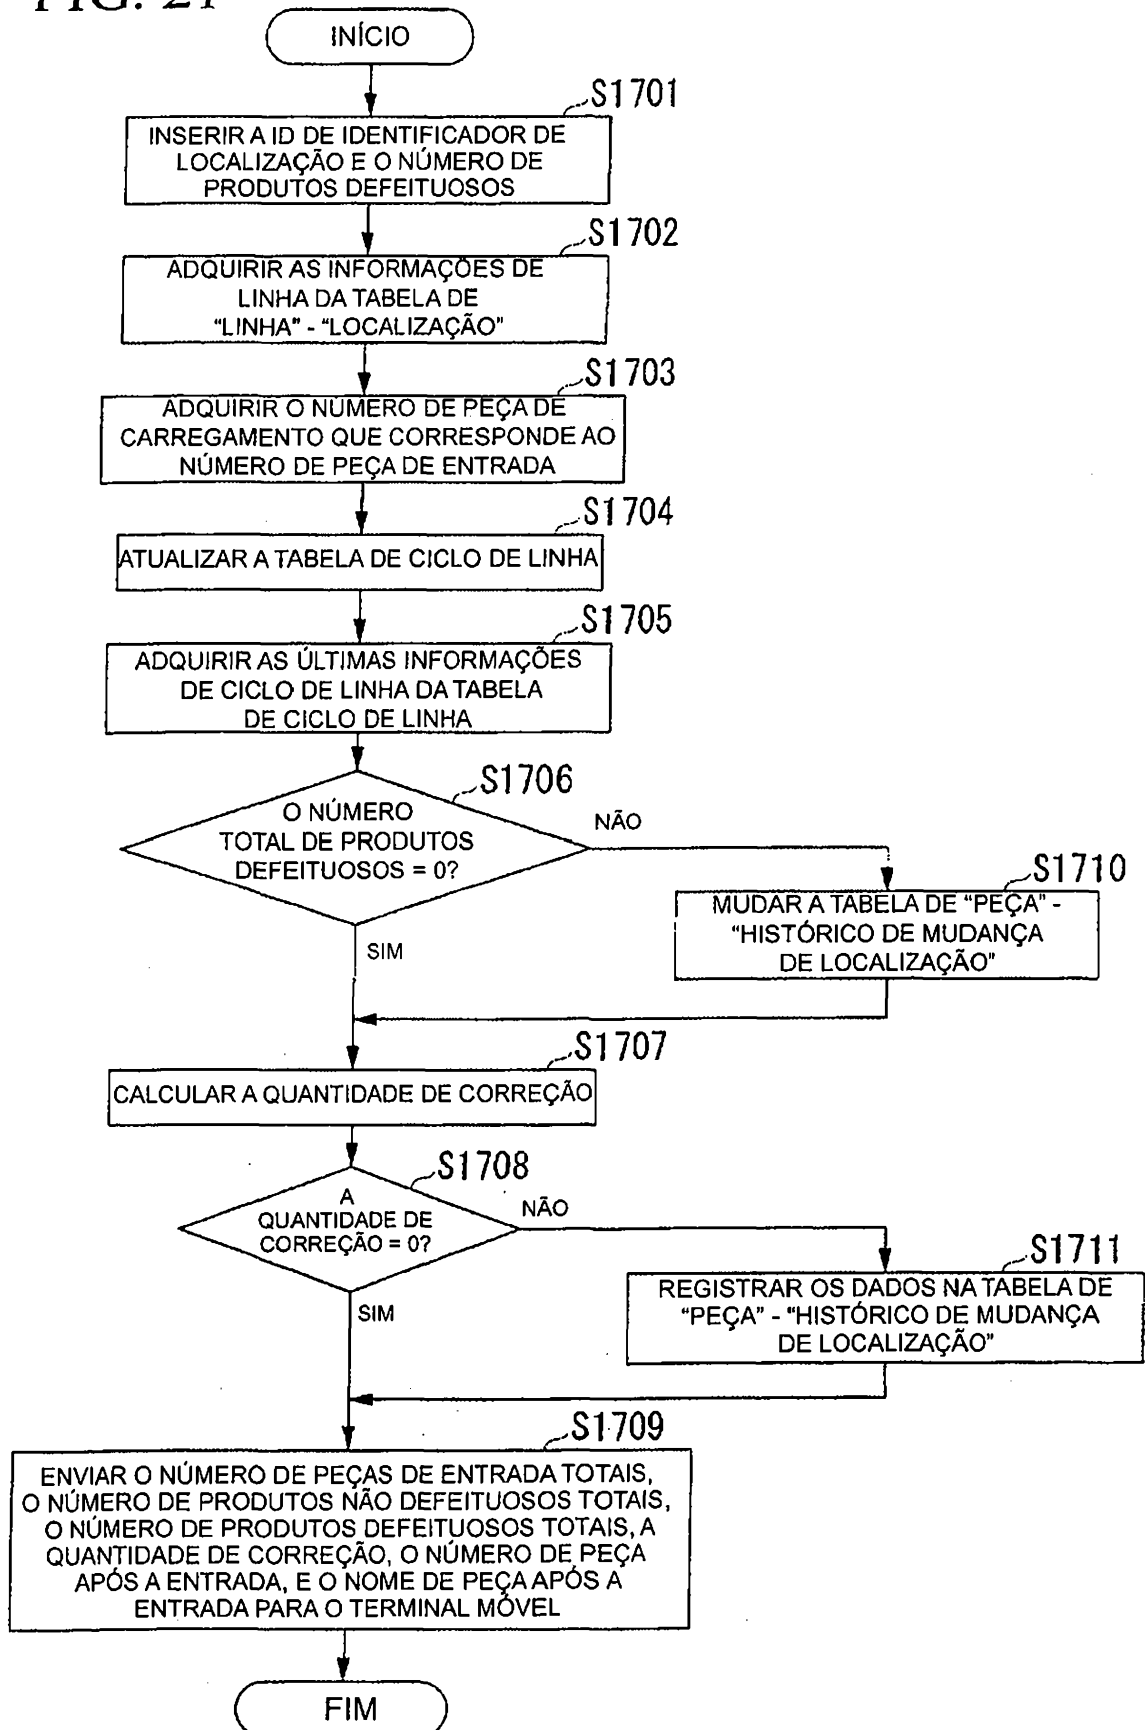 FIG. 21
INÍCIO
S1701
INSERIR A ID DE IDENTIFICADOR DE
LOCALIZAÇÃO E O NÚMERO DE
PRODUTOS DEFEITUOSOS
S1702
ADQUIRIR AS INFORMAÇÕES DE
LINHA DA TABELA DE
“LINHA” - “LOCALIZAÇÃO”
S1703
ADQUIRIR O NÚMERO DE PEÇA DE
CARREGAMENTO QUE CORRESPONDE AO
NÚMERO DE PEÇA DE ENTRADA
S1704
ATUALIZAR A TABELA DE CICLO DE LINHA
S1705
ADQUIRIR AS ÚLTIMAS INFORMAÇÕES
DE CICLO DE LINHA DA TABELA
DE CICLO DE LINHA
S1706
O NÚMERO
TOTAL DE PRODUTOS
DEFEITUOSOS = 0?
NÃO
SIM
S1710
MUDAR A TABELA DE “PEÇA” -
“HISTÓRICO DE MUDANÇA
DE LOCALIZAÇÃO”
S1707
CALCULAR A QUANTIDADE DE CORREÇÃO
S1708
A
QUANTIDADE DE
CORREÇÃO = 0?
NÃO
SIM
S1711
REGISTRAR OS DADOS NA TABELA DE
“PEÇA” - “HISTÓRICO DE MUDANÇA
DE LOCALIZAÇÃO”
S1709
ENVIAR O NÚMERO DE PEÇAS DE ENTRADA TOTAIS,
O NÚMERO DE PRODUTOS NÃO DEFEITUOSOS TOTAIS,
O NÚMERO DE PRODUTOS DEFEITUOSOS TOTAIS, A
QUANTIDADE DE CORREÇÃO, O NÚMERO DE PEÇA
APÓS A ENTRADA, E O NOME DE PEÇA APÓS A
ENTRADA PARA O TERMINAL MÓVEL
FIM